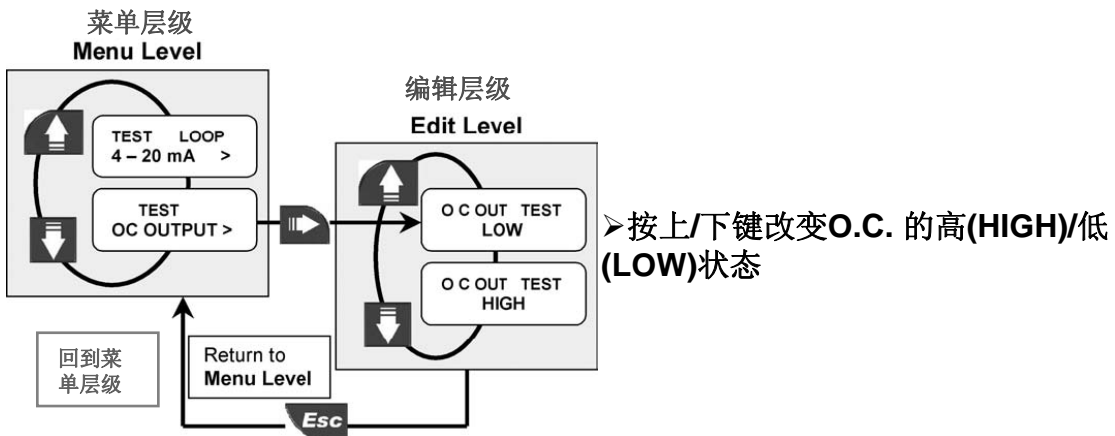 菜单层级
Menu Level
TEST LOOP
4 – 20 mA >
TEST
OC OUTPUT >
编辑层级
Edit Level
O C OUT TEST
LOW
O C OUT TEST
HIGH
➢按上/下键改变O.C. 的高(HIGH)/低
(LOW)状态
回到菜
单层级
Return to
Menu Level
Esc